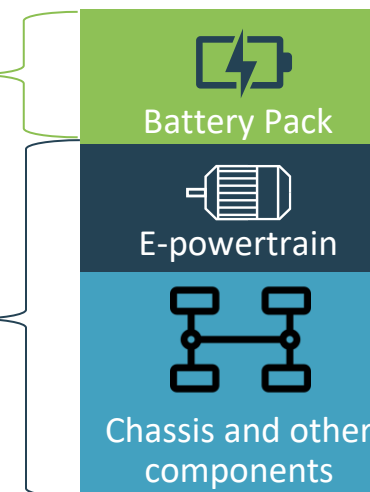 Battery Pack
E-powertrain
Chassis and other
components